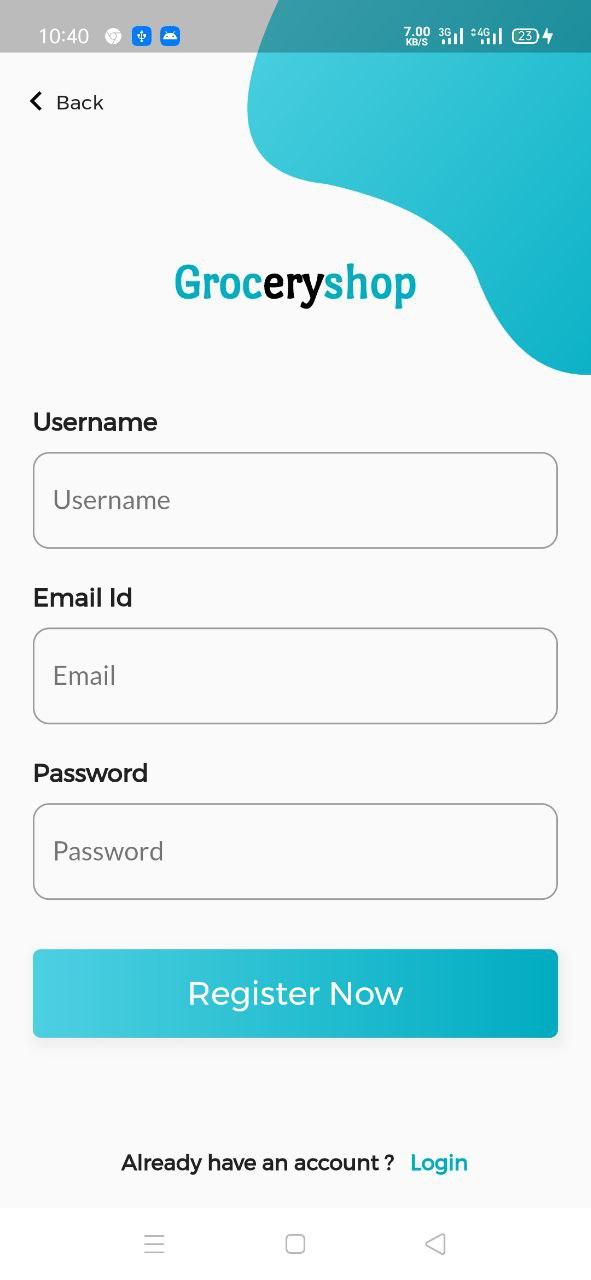 10:40 7.00 KB/S 3G 4G 23
Back
Groceryshop
Username
Username
Email Id
Email
Password
Password
Register Now
Already have an account ? Login